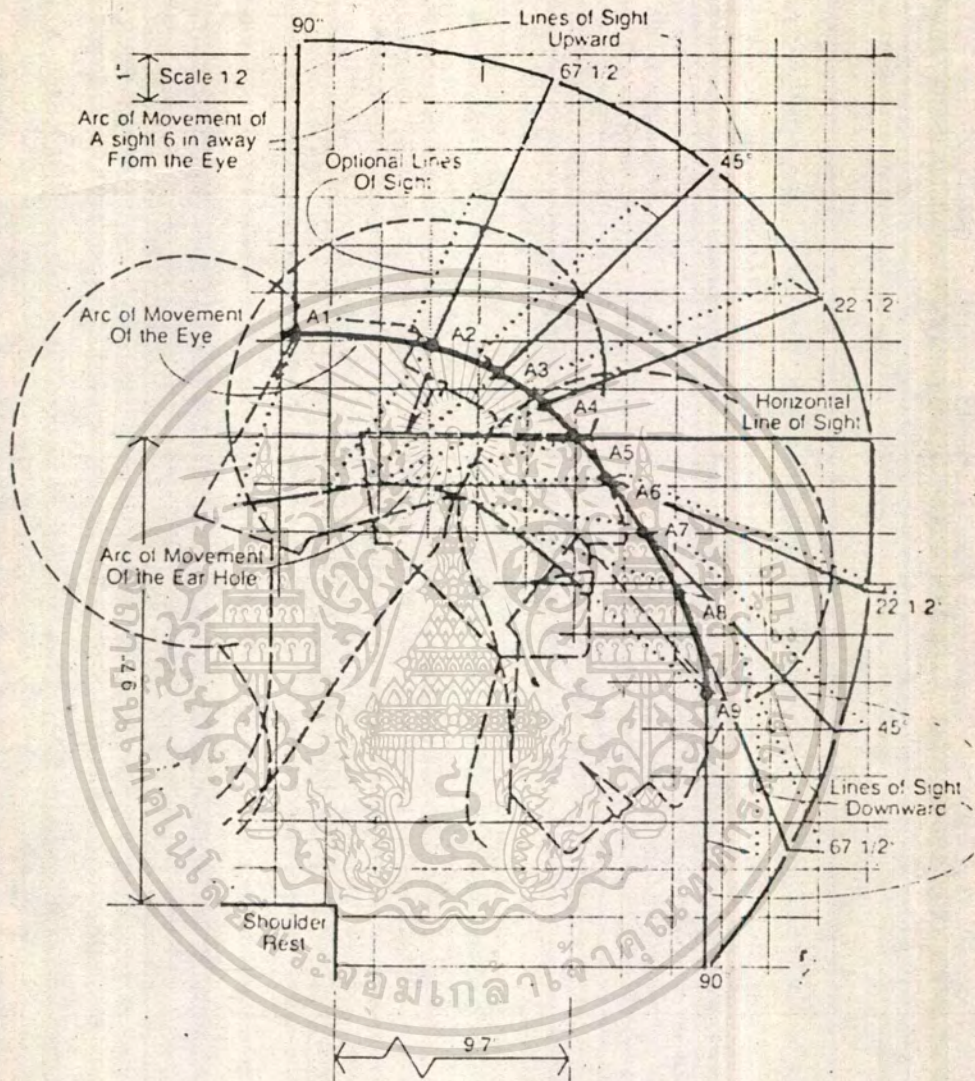 90"
Lines of Sight
Upward
67 1/2
Scale 1 2
Arc of Movement of
A sight 6 in away
From the Eye
Optional Lines
Of Sight
45°
22 1 2
Arc of Movement
Of the Eye
A1
A2
A3
A4
Horizontal
Line of Sight
A5
A6
A7
Arc of Movement
Of the Ear Hole
22 1 2
A8
9.7"
A9
45°
Lines of Sight
Downward
67 1/2
Shoulder
Rest
90
9.7